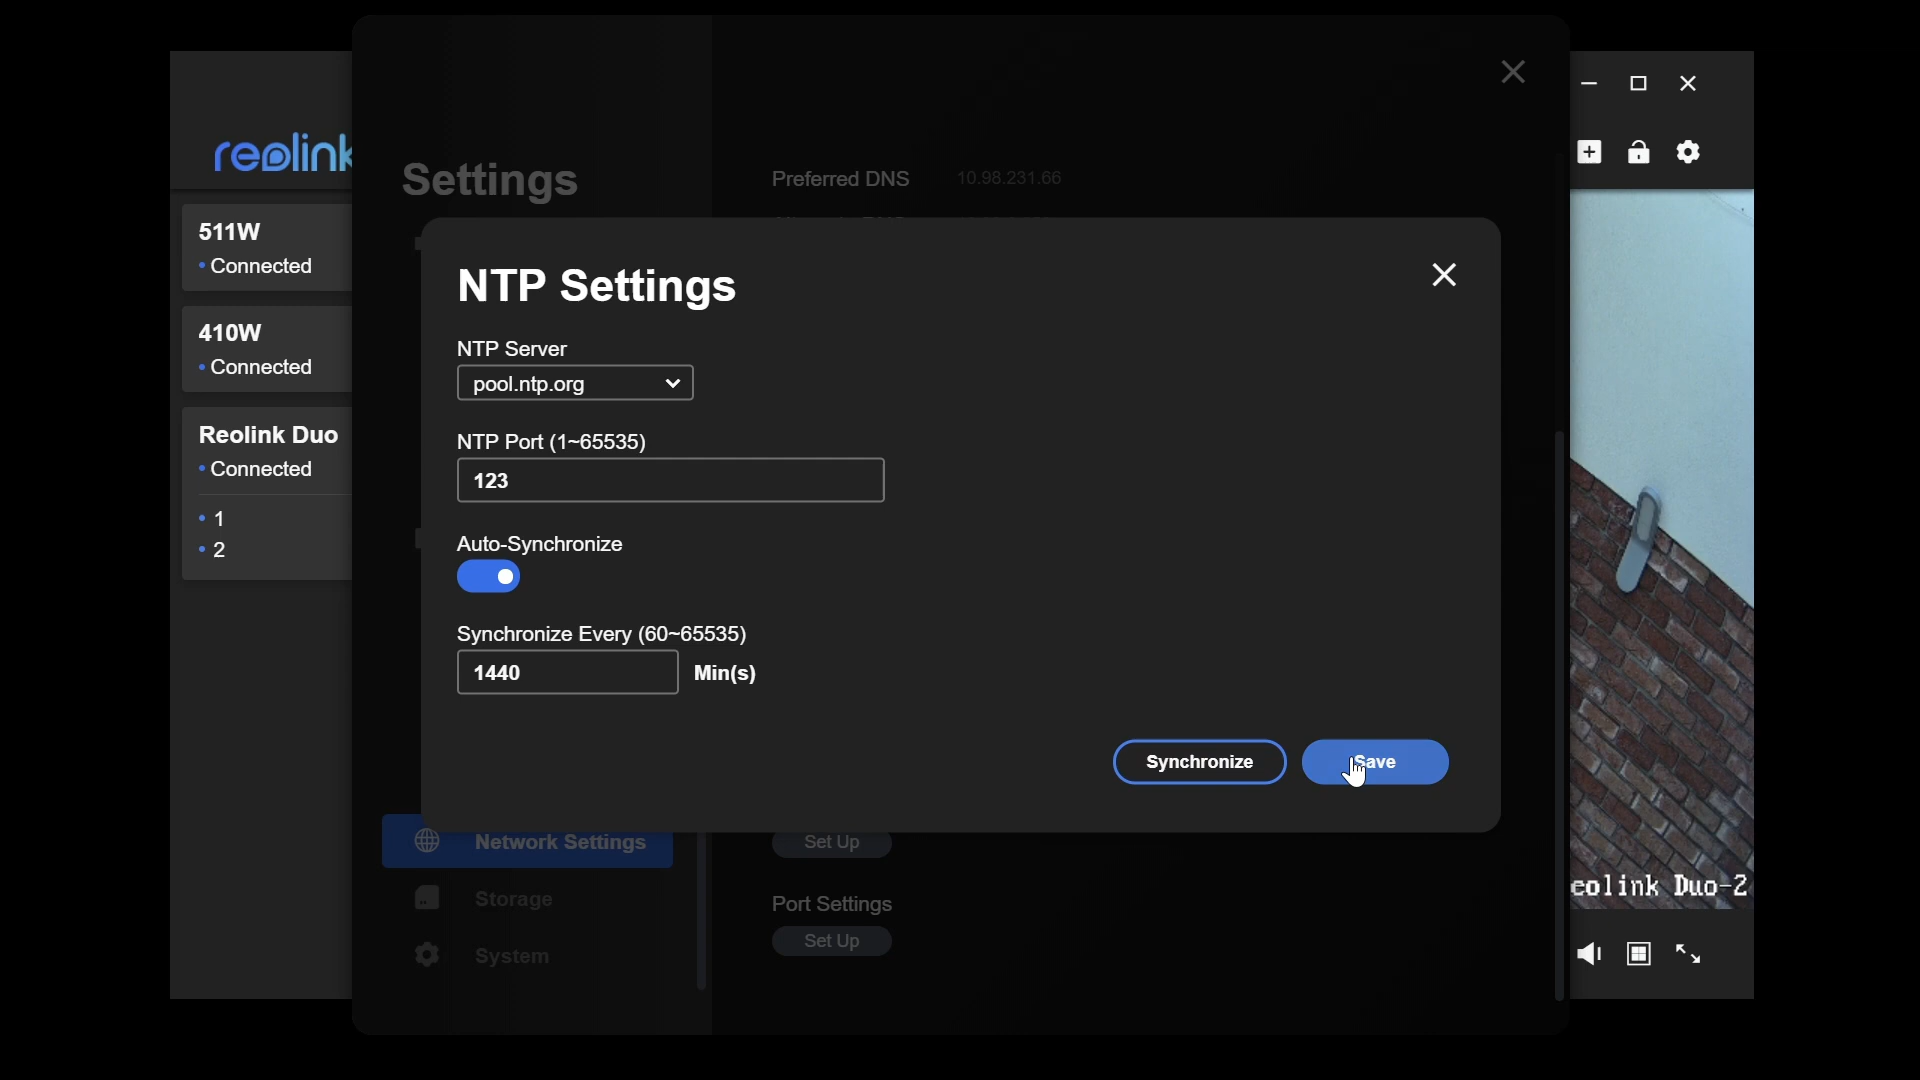 reolink
Settings
Preferred DNS 10.98.231.66
511W
Connected
410W
Connected
Reolink Duo
Connected
1
2
NTP Settings
NTP Server
pool.ntp.org
NTP Port (1~65535)
123
Auto-Synchronize
Synchronize Every (60~65535)
1440 Min(s)
Synchronize Save
Network Settings
Storage
System
Set Up
Port Settings
Set Up
eolink Duo-2